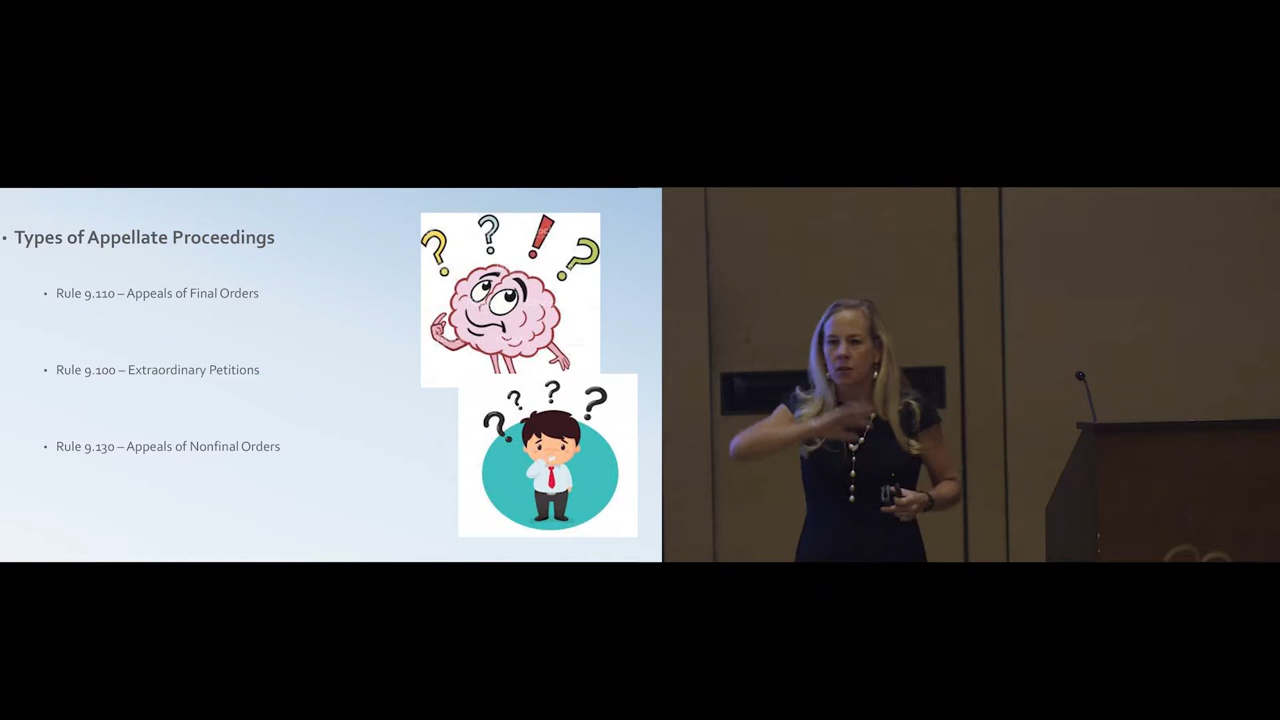 Types of Appellate Proceedings
Rule 9.110 – Appeals of Final Orders
Rule 9.100 – Extraordinary Petitions
Rule 9.130 – Appeals of Nonfinal Orders